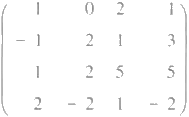 1 0 2 1
- 1 2 1 3
1 2 5 5
2 - 2 1 - 2